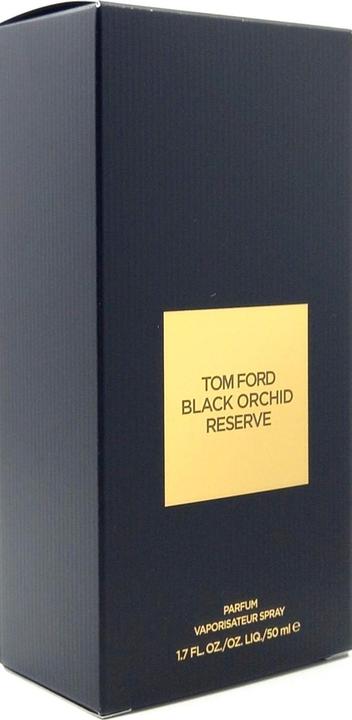 TOM FORD
BLACK ORCHID
RESERVE
PARFUM
VAPORISATEUR SPRAY
1.7 FL. OZ./OZ. LIQ./50 ml e